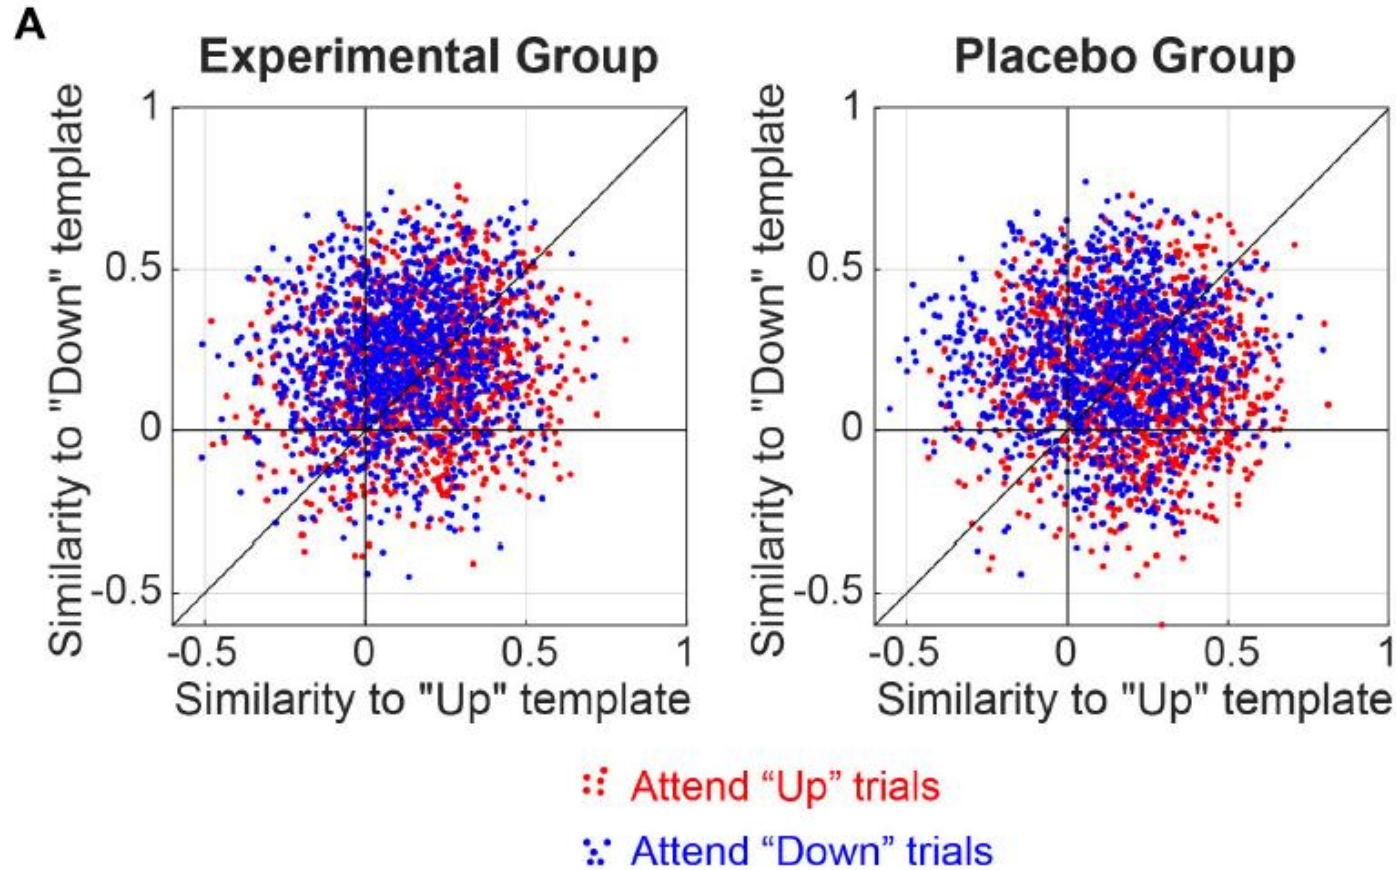 A
Experimental Group
Placebo Group
Similarity to "Down" template
1
0.5
0
-0.5
-0.5
0
0.5
1
Similarity to "Up" template
Similarity to "Down" template
1
0.5
0
-0.5
-0.5
0
0.5
1
Similarity to "Up" template
Attend “Up” trials
Attend “Down” trials